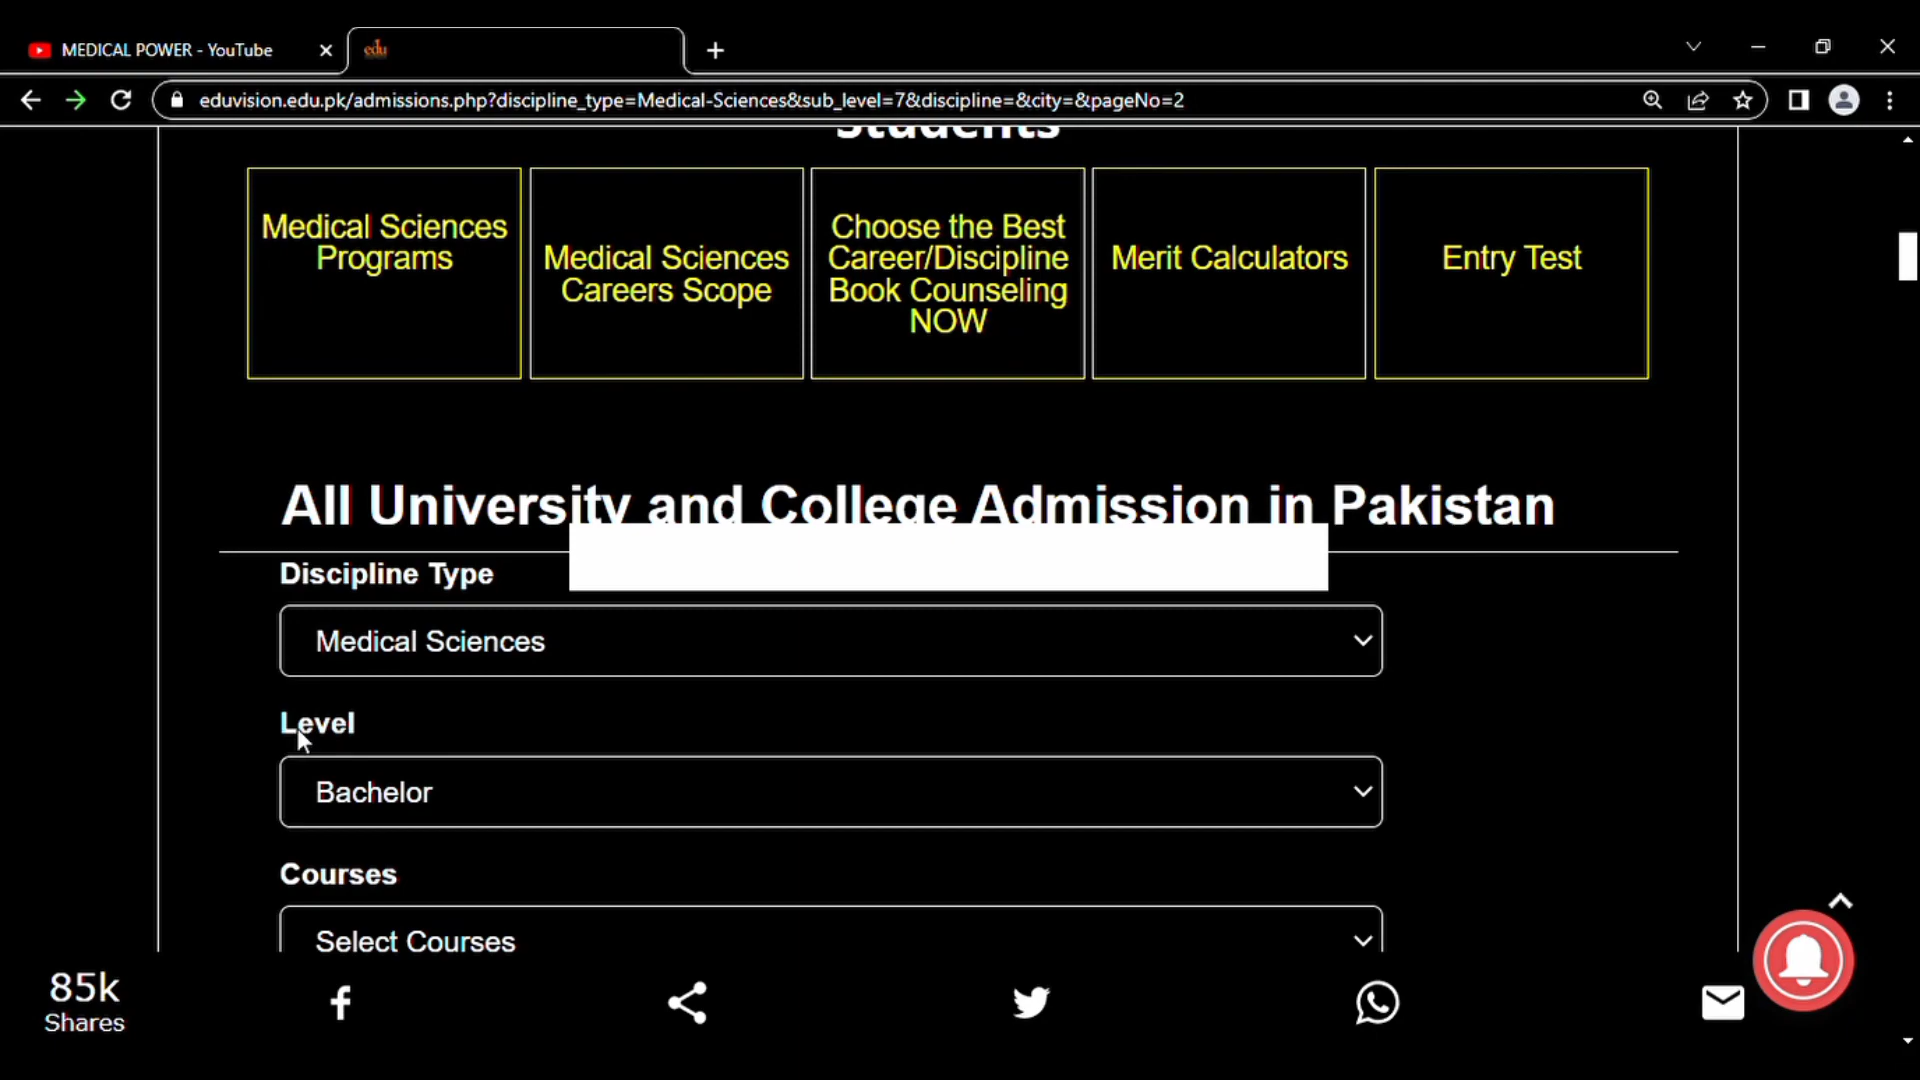 MEDICAL POWER - YouTube
edu
eduvision.edu.pk/admissions.php?discipline_type=Medical-Sciences&sub_level=7&discipline=&city=&pageNo=2
Students
Medical Sciences
Programs
Medical Sciences
Careers Scope
Choose the Best
Career/Discipline
Book Counseling
NOW
Merit Calculators
Entry Test
All University and College Admission in Pakistan
Discipline Type
Medical Sciences
Level
Bachelor
Courses
Select Courses
85k
Shares